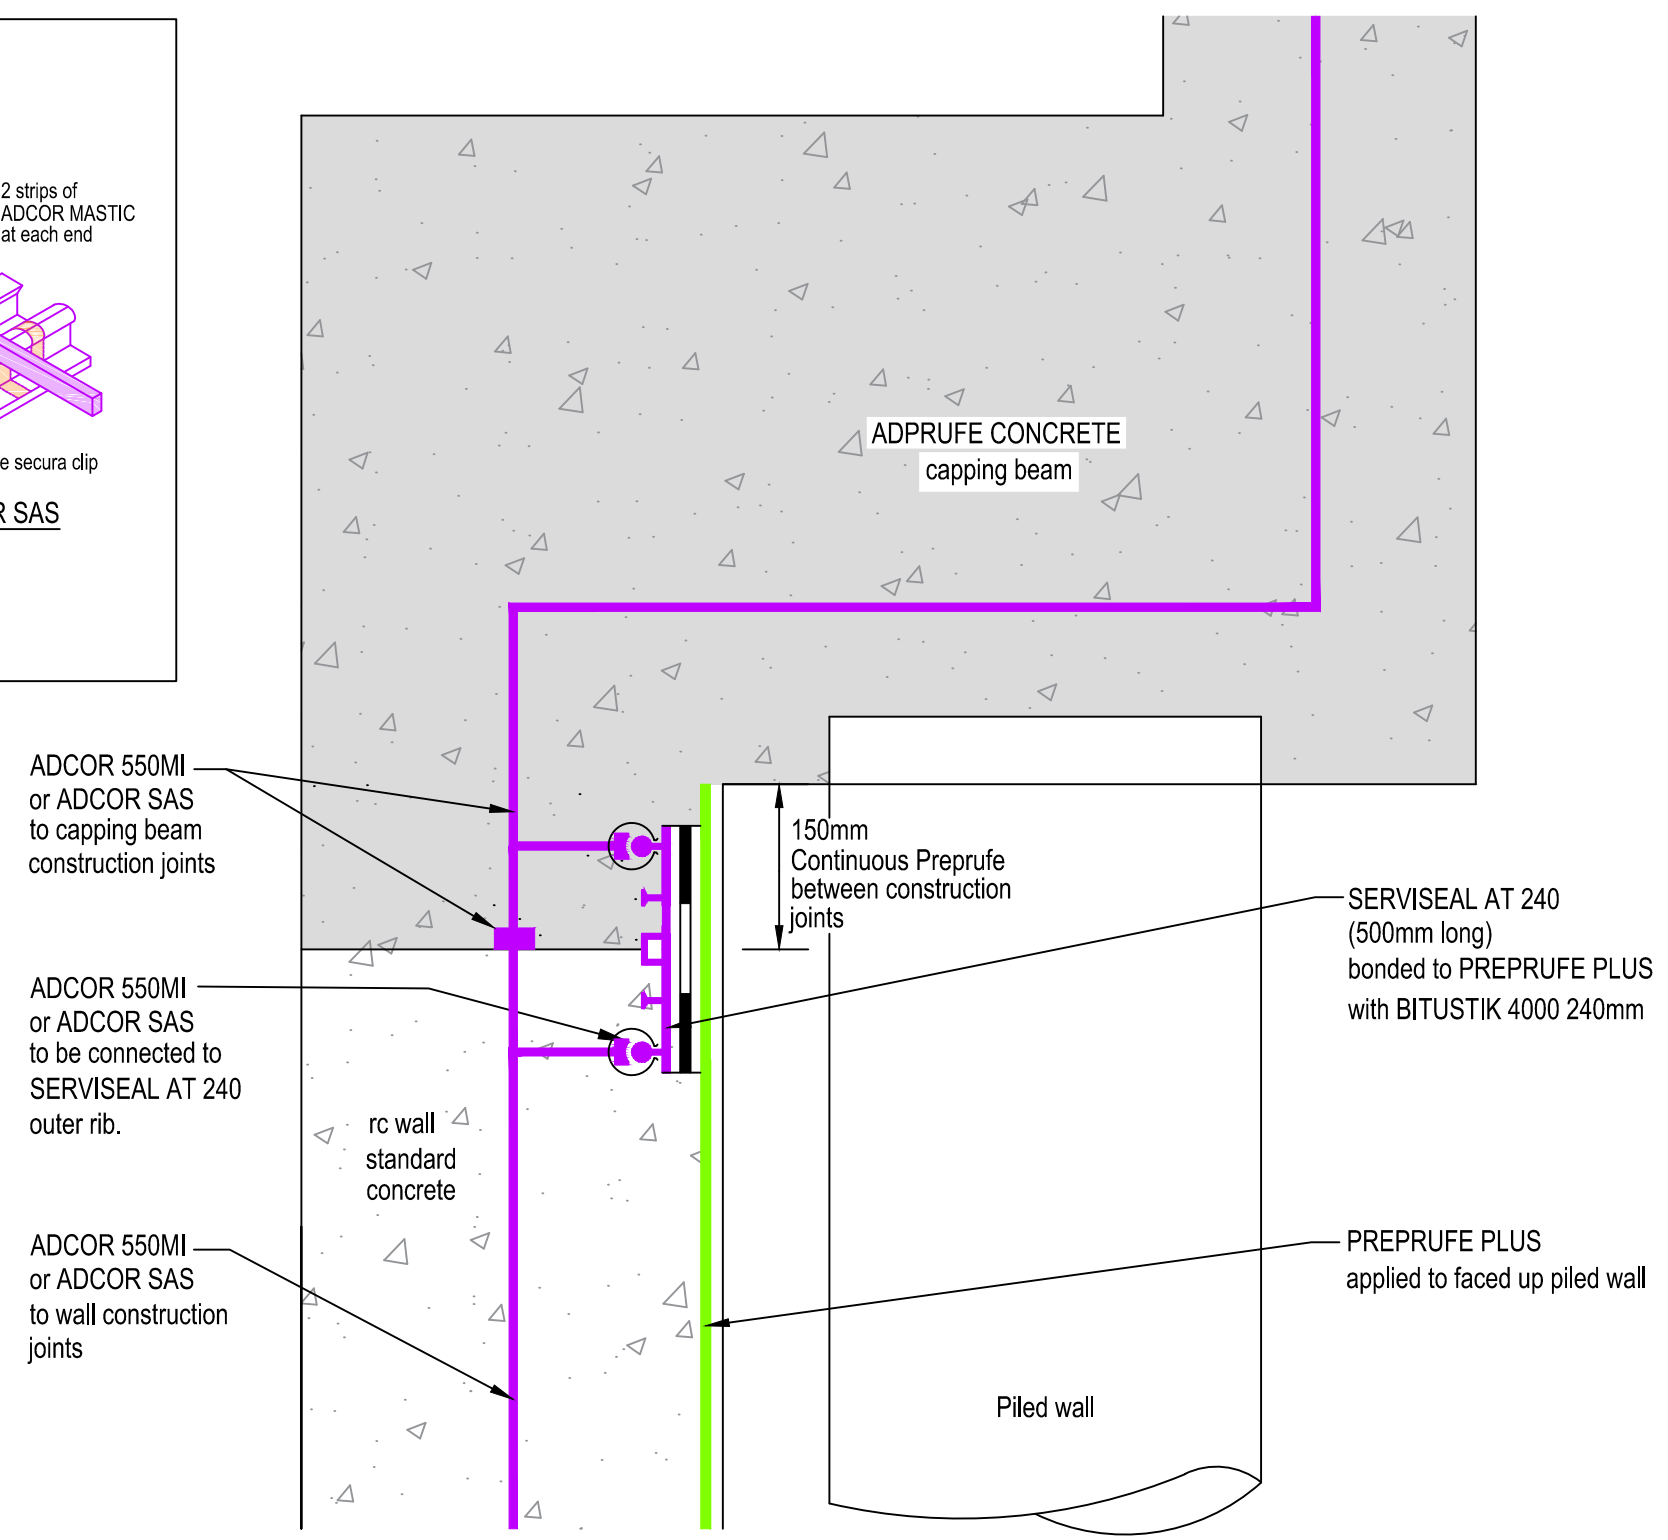 2 strips of
ADCOR MASTIC
at each end
secura clip
SAS
ADPRUFE CONCRETE
capping beam
ADCOR 550MI
or ADCOR SAS
to capping beam
construction joints
150mm
Continuous Preprufe
between construction
joints
SERVISEAL AT 240
(500mm long)
bonded to PREPRUFE PLUS
with BITUSTIK 4000 240mm
ADCOR 550MI
or ADCOR SAS
to be connected to
SERVISEAL AT 240
outer rib.
rc wall
standard
concrete
ADCOR 550MI
or ADCOR SAS
to wall construction
joints
PREPRUFE PLUS
applied to faced up piled wall
Piled wall